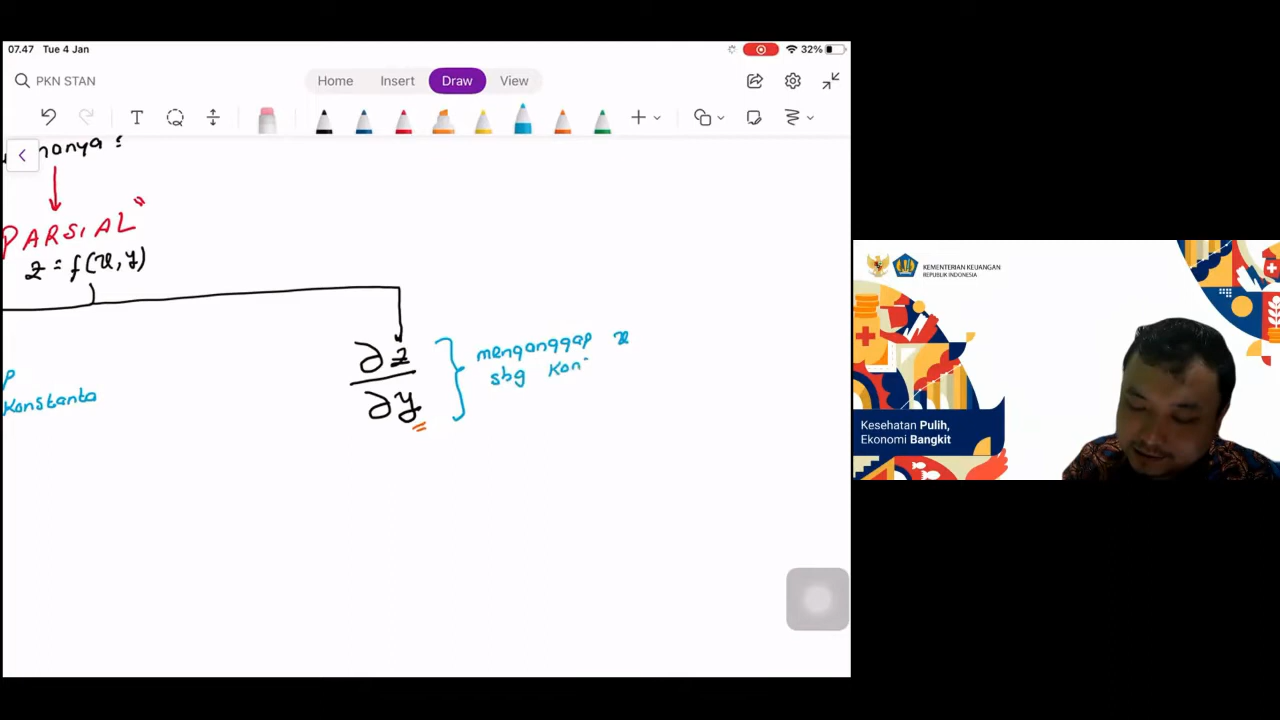 07.47 Tue 4 Jan
32%
PKN STAN
Home Insert Draw View
KEMENTERIAN KEUANGAN
REPUBLIK INDONESIA
PARSIAL"
z = f(x, y)
∂z
∂y
menganggap x
sbg Kon
Konstanta
Kesehatan Pulih,
Ekonomi Bangkit